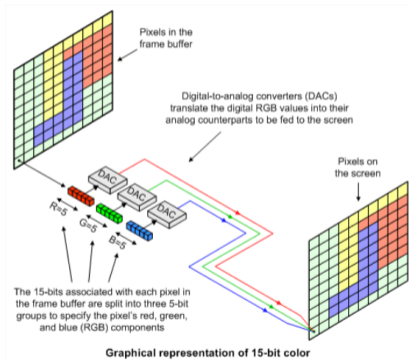 Pixels in the
frame buffer
Digital-to-analog converters (DACs)
translate the digital RGB values into their
analog counterparts to be fed to the screen
Pixels on
the screen
DAC
DAC
DAC
R=5
G=5
B=5
The 15-bits associated with each pixel in
the frame buffer are split into three 5-bit
groups to specify the pixel's red, green,
and blue (RGB) components
Graphical representation of 15-bit color